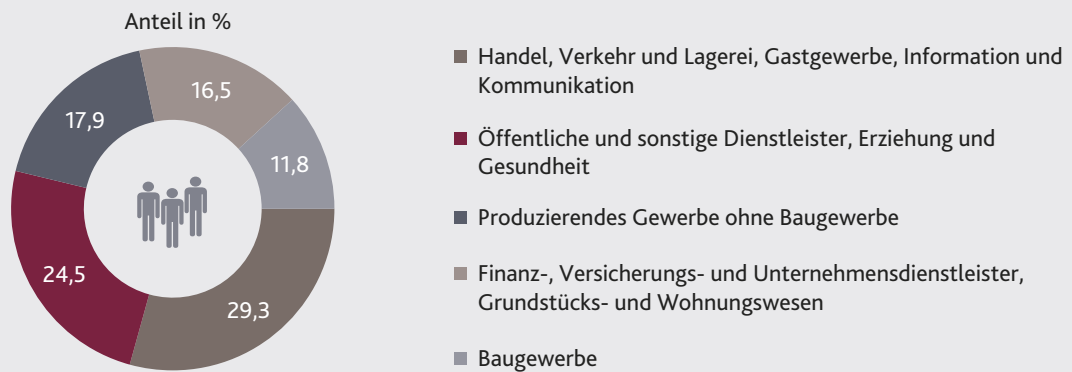 Anteil in %
16,5
17,9
11,8
24,5
29,3
Handel, Verkehr und Lagerei, Gastgewerbe, Information und
Kommunikation
Öffentliche und sonstige Dienstleister, Erziehung und
Gesundheit
Produzierendes Gewerbe ohne Baugewerbe
Finanz-, Versicherungs- und Unternehmensdienstleister,
Grundstücks- und Wohnungswesen
Baugewerbe